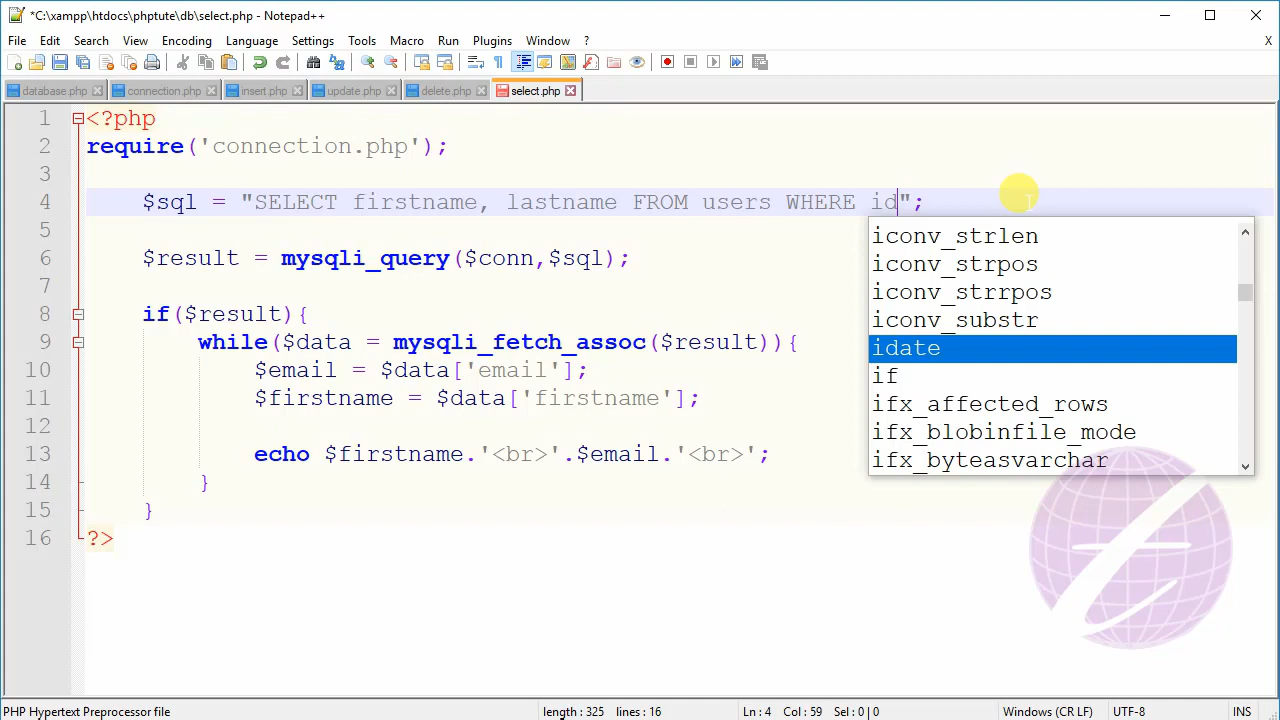 *C:\xampp\htdocs\phptute\db\select.php - Notepad++
File Edit Search View Encoding Language Settings Tools Macro Run Plugins Window ? X
database.php connection.php insert.php update.php delete.php select.php
1 <?php
2 require('connection.php');
3
4 $sql = "SELECT firstname, lastname FROM users WHERE id";
5
6 $result = mysqli_query($conn,$sql);
7
8 if($result){
9 while($data = mysqli_fetch_assoc($result)){
10 $email = $data['email'];
11 $firstname = $data['firstname'];
12
13 echo $firstname.'<br>'.$email.'<br>';
14 }
15 }
16 ?>
iconv_strlen
iconv_strpos
iconv_strrpos
iconv_substr
idate
if
ifx_affected_rows
ifx_blobinfile_mode
ifx_byteasvarchar
PHP Hypertext Preprocessor file length : 325 lines : 16 Ln : 4 Col : 59 Sel : 0 | 0 Windows (CR LF) UTF-8 INS